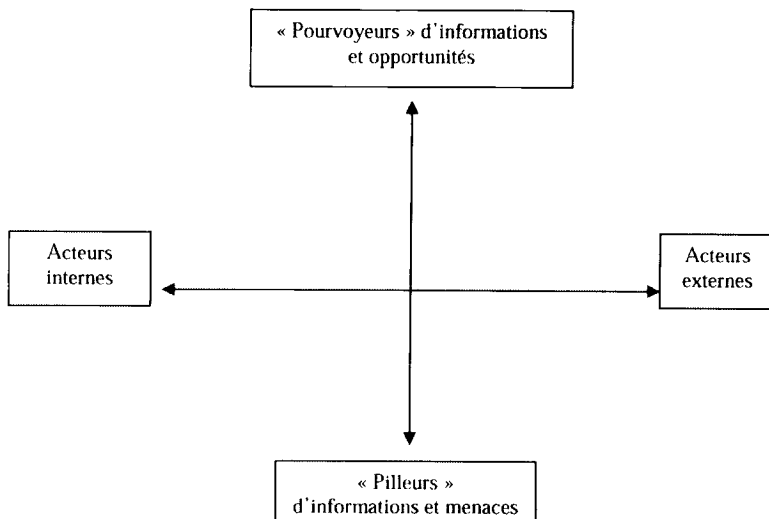 « Pourvoyeurs » d'informations
et opportunités
Acteurs
internes
Acteurs
externes
« Pilleurs »
d'informations et menaces